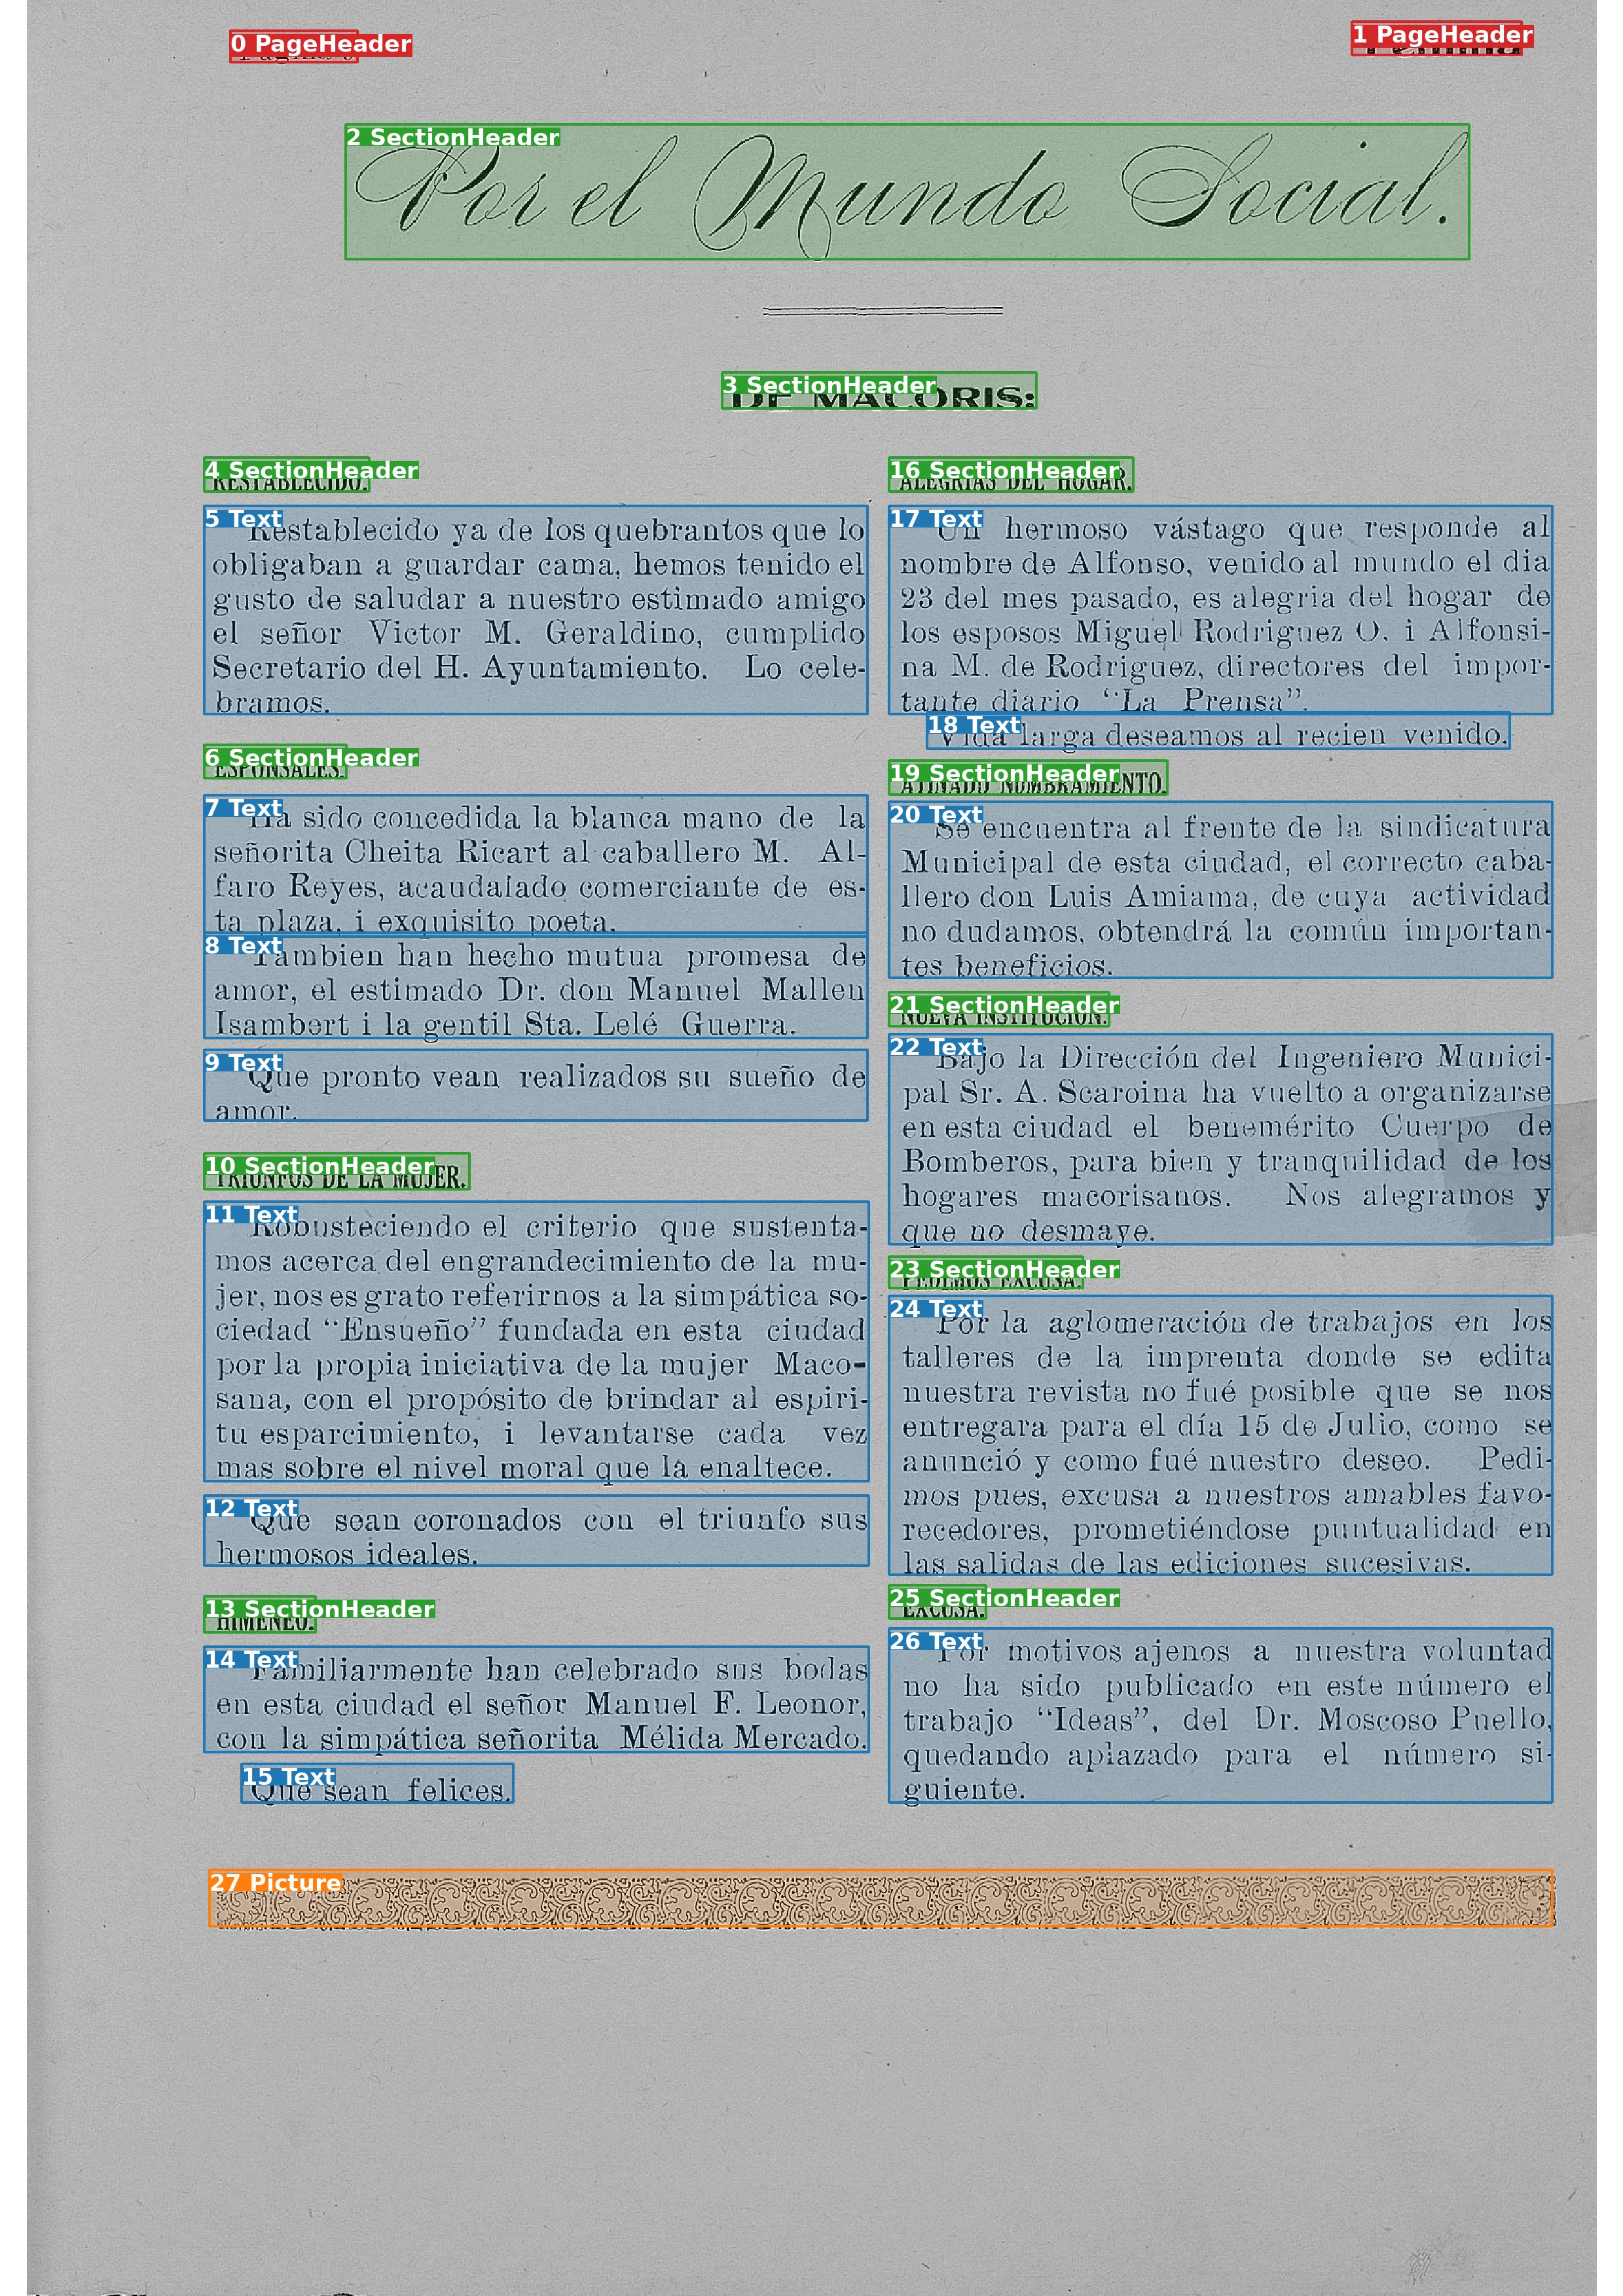 Por el Mundo Social.
DE MACORIS:
RESTABLECIDO.
Restablecido ya de los quebrantos que lo
obligaban a guardar cama, hemos tenido el
gusto de saludar a nuestro estimado amigo
el señor Victor M. Geraldino, cumplido
Secretario del H. Ayuntamiento. Lo cele-
bramos.
ESPONSALES.
Ha sido concedida la blanca mano de la
señorita Cheita Ricart al caballero M. Al-
faro Reyes, acaudalado comerciante de es-
ta plaza, i exquisito poeta.
Tambien han hecho mutua promesa de
amor, el estimado Dr. don Manuel Mallen
Isambert i la gentil Sta. Lelé Guerra.
Que pronto vean realizados su sueño de
amor.
TRIUNFOS DE LA MUJER.
Robusteciendo el criterio que sustenta-
mos acerca del engrandecimiento de la mu-
jer, nos es grato referirnos a la simpática so-
ciedad "Ensueño" fundada en esta ciudad
por la propia iniciativa de la mujer Maco-
sana, con el propósito de brindar al espiri-
tu esparcimiento, i levantarse cada vez
mas sobre el nivel moral que la enaltece.
Que sean coronados con el triunfo sus
hermosos ideales.
HIMENEO.
Familiarmente han celebrado sus bodas
en esta ciudad el señor Manuel F. Leonor,
con la simpática señorita Mélida Mercado.
Que sean felices.
ALEGRIAS DEL HOGAR.
Un hermoso vástago que responde al
nombre de Alfonso, venido al mundo el dia
23 del mes pasado, es alegria del hogar de
los esposos Miguel Rodriguez O. i Alfonsi-
na M. de Rodriguez, directores del impor-
tante diario "La Prensa".
Vida larga deseamos al recien venido.
ATINADO NOMBRAMIENTO.
Se encuentra al frente de la sindicatura
Municipal de esta ciudad, el correcto caba-
llero don Luis Amiama, de cuya actividad
no dudamos, obtendrá la común importan-
tes beneficios.
NUEVA INSTITUCION.
Bajo la Dirección del Ingeniero Munici-
pal Sr. A. Scaroina ha vuelto a organizarse
en esta ciudad el benemérito Cuerpo de
Bomberos, para bien y tranquilidad de los
hogares macorisanos. Nos alegramos y
que no desmaye.
PEDIMOS EXCUSA.
Por la aglomeración de trabajos en los
talleres de la imprenta donde se edita
nuestra revista no fué posible que se nos
entregara para el día 15 de Julio, como se
anunció y como fué nuestro deseo. Pedi-
mos pues, excusa a nuestros amables favo-
recedores, prometiéndose puntualidad en
las salidas de las ediciones sucesivas.
EXCUSA.
Por motivos ajenos a nuestra voluntad
no ha sido publicado en este número el
trabajo "Ideas", del Dr. Moscoso Puello,
quedando aplazado para el número si-
guiente.